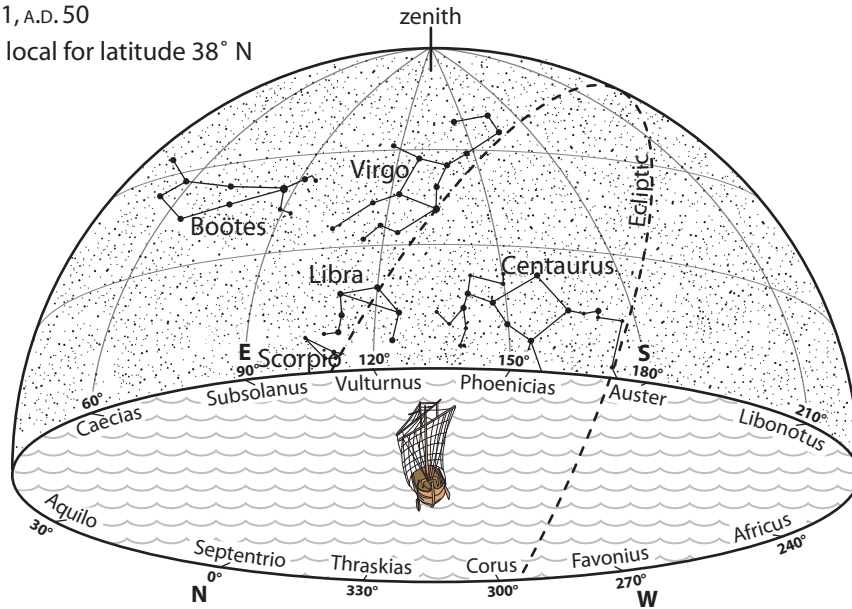 1, A.D. 50
local for latitude 38° N
zenith
Virgo
Boötes
Ecliptic
Libra
Centaurus
Scorpio
E
90°
120°
150°
S
180°
60°
210°
Caecias
Subsolanus
Vulturnus
Phoenicias
Auster
Libonotus
Aquilo
30°
Septentrio
Thraskias
Corus
Favonius
Africus
N
0°
330°
300°
270°
W
240°